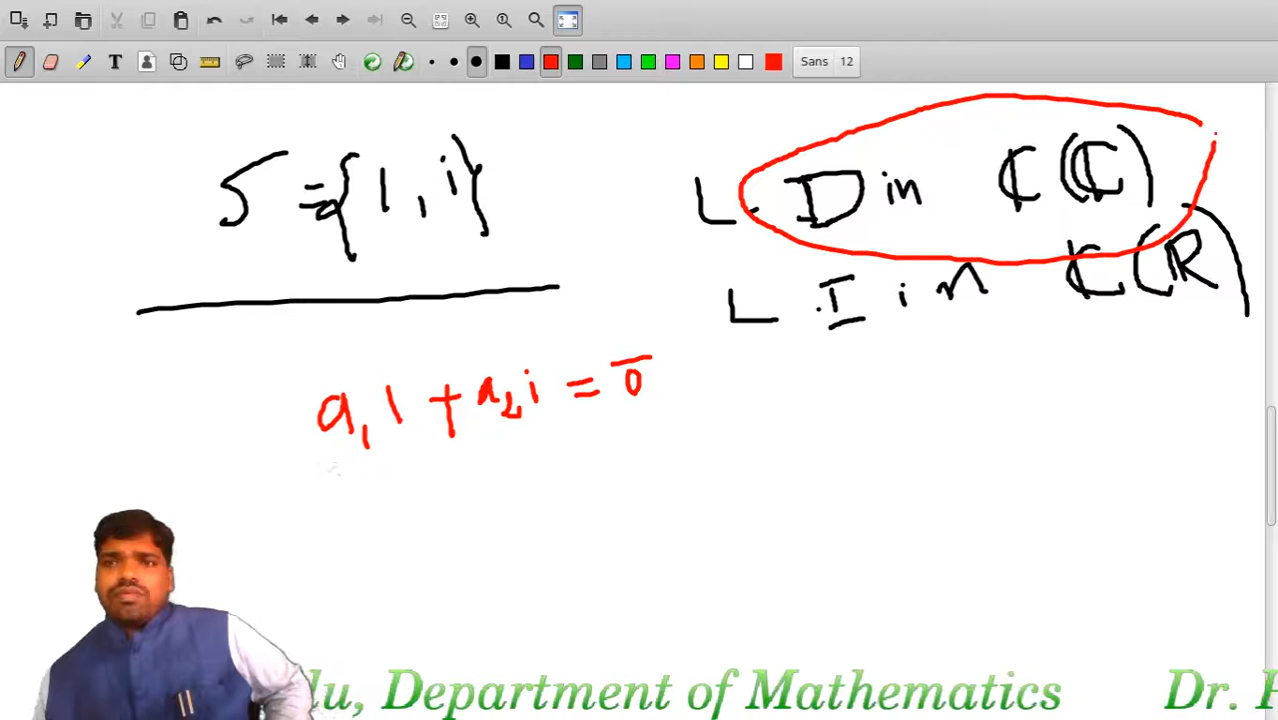 Sans 12
S = {1, i}
L.D in ℂ(ℂ)
L.I in ℂ(R)
a₁1 + a₂i = 0̄
lu, Department of Mathematics Dr.